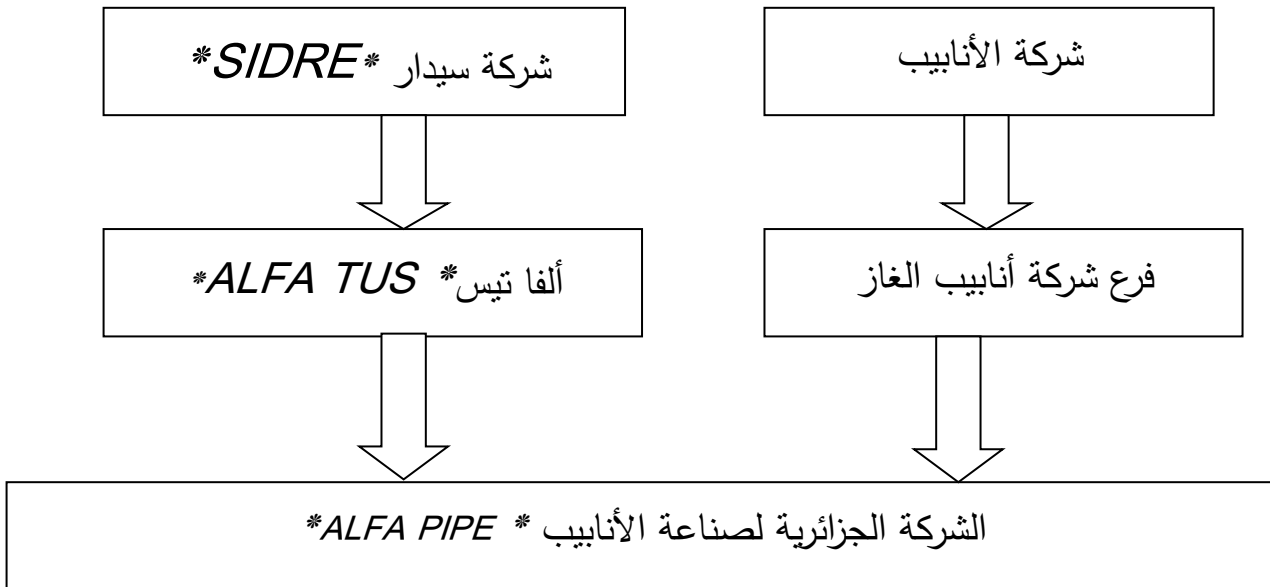 شركة الأنابيب
شركة سيدار *SIDRE*
فرع شركة أنابيب الغاز
ألفا تيس* ALFA TUS*
الشركة الجزائرية لصناعة الأنابيب * ALFA PIPE*